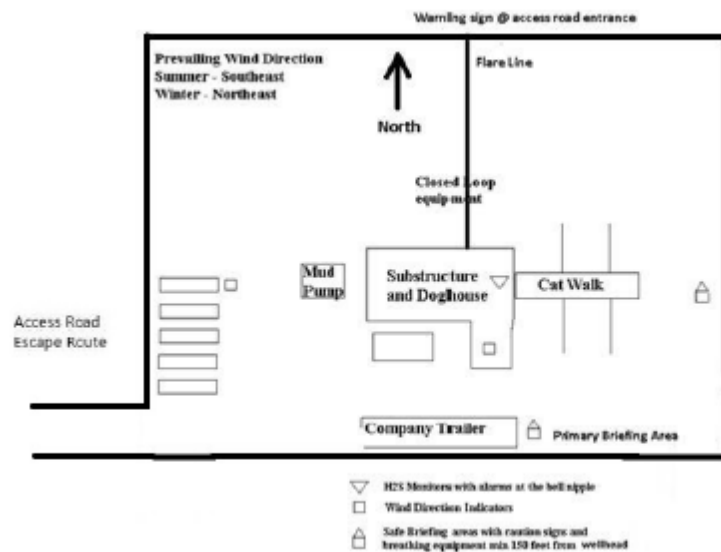 Warning sign @ access road entrance
Prevailing Wind Direction
Summer - Southeast
Winter - Northeast
Flare Line
North
Closed Loop
equipment
Mud
Pump
Substructure
and Doglhouse
Cat Walk
Access Road
Escape Route
Company Trailer
Primary Briefing Area
H2S Monitors with alarms at the bell nipple
Wind Direction Indicators
Safe Briefing areas with caution signs and
breathing equipment min 150 feet from wellhead